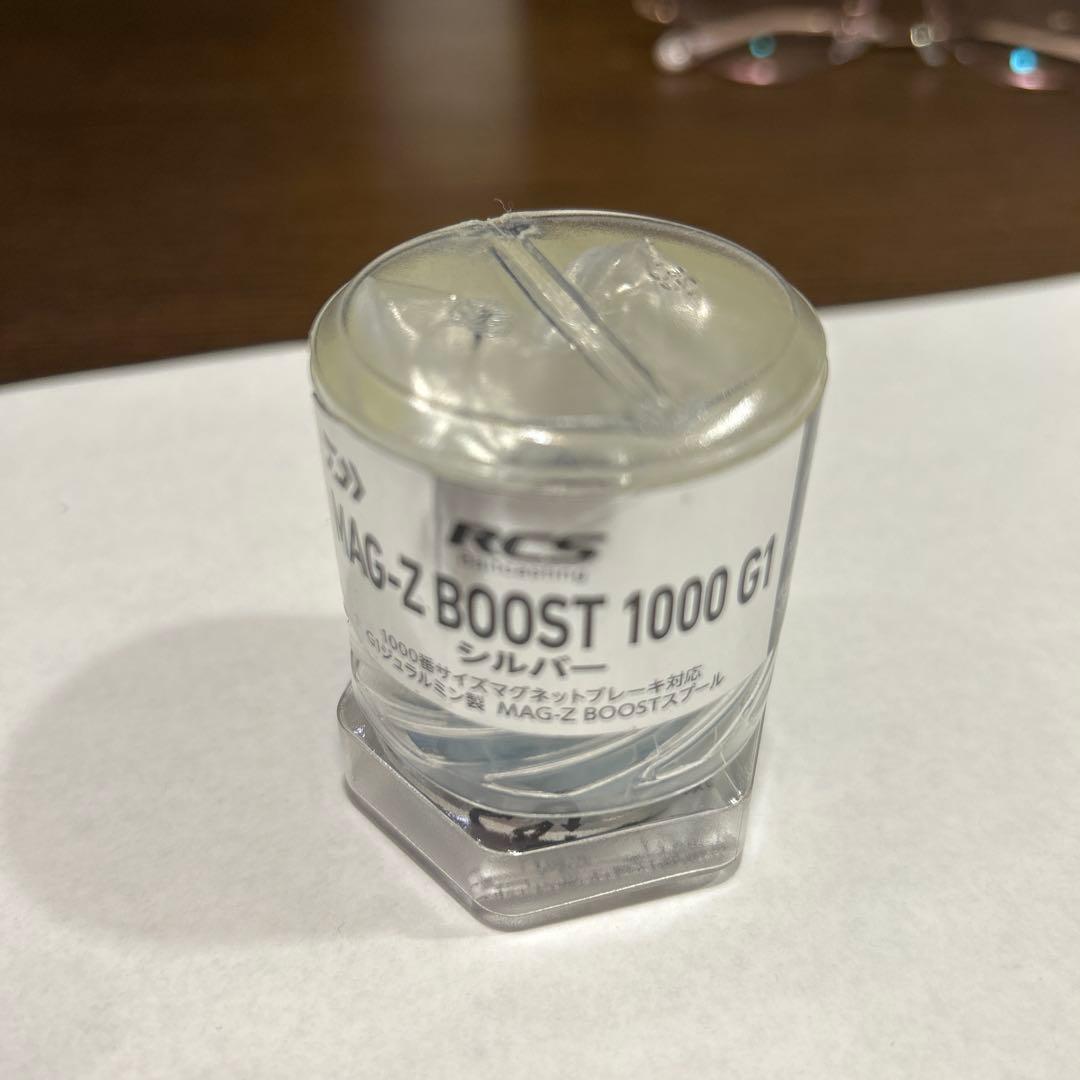 RCS
MAG-Z BOOST 1000 G1
シルバー
1000番サイズマグネットブレーキ対応
G1ジュラルミン製 MAG-Z BOOSTスプール